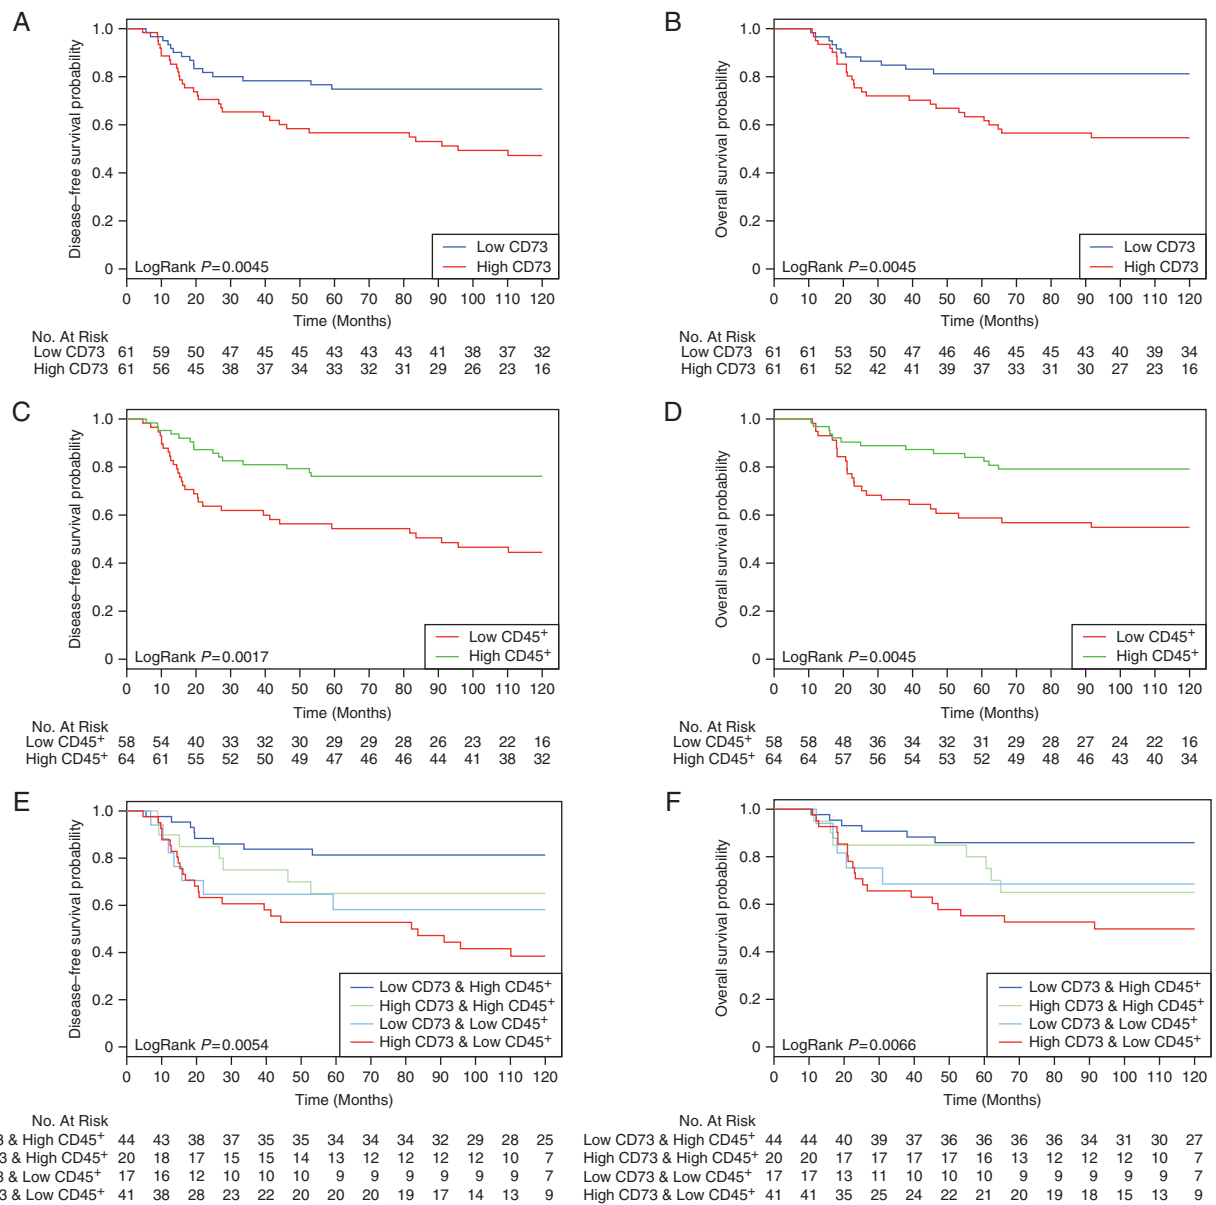 A
Disease–free survival probability
1.0
0.8
0.6
0.4
0.2
0
Low CD73
High CD73
LogRank P=0.0045
0 10 20 30 40 50 60 70 80 90 100 110 120
Time (Months)
No. At Risk
Low CD73 61 59 50 47 45 45 43 43 43 41 38 37 32
High CD73 61 56 45 38 37 34 33 32 31 29 26 23 16
B
Overall survival probability
1.0
0.8
0.6
0.4
0.2
0
Low CD73
High CD73
LogRank P=0.0045
0 10 20 30 40 50 60 70 80 90 100 110 120
Time (Months)
No. At Risk
Low CD73 61 61 53 50 47 46 46 45 45 43 40 39 34
High CD73 61 61 52 42 41 39 37 33 31 30 27 23 16
C
Disease–free survival probability
1.0
0.8
0.6
0.4
0.2
0
Low CD45+
High CD45+
LogRank P=0.0017
0 10 20 30 40 50 60 70 80 90 100 110 120
Time (Months)
No. At Risk
Low CD45+ 58 54 40 33 32 30 29 29 28 26 23 22 16
High CD45+ 64 61 55 52 50 49 47 46 46 44 41 38 32
D
Overall survival probability
1.0
0.8
0.6
0.4
0.2
0
Low CD45+
High CD45+
LogRank P=0.0045
0 10 20 30 40 50 60 70 80 90 100 110 120
Time (Months)
No. At Risk
Low CD45+ 58 58 48 36 34 32 31 29 28 27 24 22 16
High CD45+ 64 64 57 56 54 53 52 49 48 46 43 40 34
E
Disease–free survival probability
1.0
0.8
0.6
0.4
0.2
0
Low CD73 & High CD45+
High CD73 & High CD45+
Low CD73 & Low CD45+
High CD73 & Low CD45+
LogRank P=0.0054
0 10 20 30 40 50 60 70 80 90 100 110 120
Time (Months)
No. At Risk
3 & High CD45+ 44 43 38 37 35 35 34 34 34 32 29 28 25
3 & High CD45+ 20 18 17 15 15 14 13 12 12 12 12 10 7
3 & Low CD45+ 17 16 12 10 10 10 9 9 9 9 9 9 7
3 & Low CD45+ 41 38 28 23 22 20 20 20 19 17 14 13 9
F
Overall survival probability
1.0
0.8
0.6
0.4
0.2
0
Low CD73 & High CD45+
High CD73 & High CD45+
Low CD73 & Low CD45+
High CD73 & Low CD45+
LogRank P=0.0066
0 10 20 30 40 50 60 70 80 90 100 110 120
Time (Months)
No. At Risk
Low CD73 & High CD45+ 44 44 40 39 37 36 36 36 36 34 31 30 27
High CD73 & High CD45+ 20 20 17 17 17 17 16 13 12 12 12 10 7
Low CD73 & Low CD45+ 17 17 13 11 10 10 10 9 9 9 9 9 7
High CD73 & Low CD45+ 41 41 35 25 24 22 21 20 19 18 15 13 9